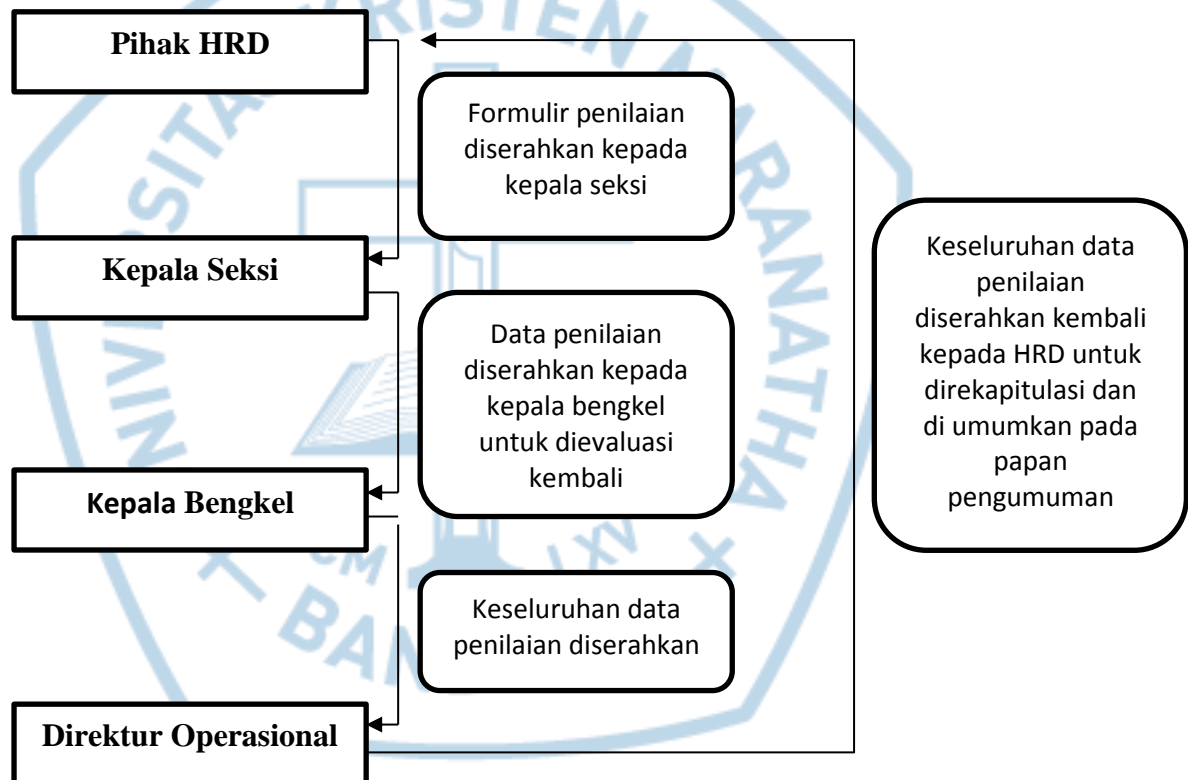 Pihak HRD
Formulir penilaian
diserahkan kepada
kepala seksi
Kepala Seksi
Data penilaian
diserahkan kepada
kepala bengkel
untuk dievaluasi
kembali
Kepala Bengkel
Keseluruhan data
penilaian diserahkan
Direktur Operasional
Keseluruhan data
penilaian
diserahkan kembali
kepada HRD untuk
direkapitulasi dan
di umumkan pada
papan
pengumuman